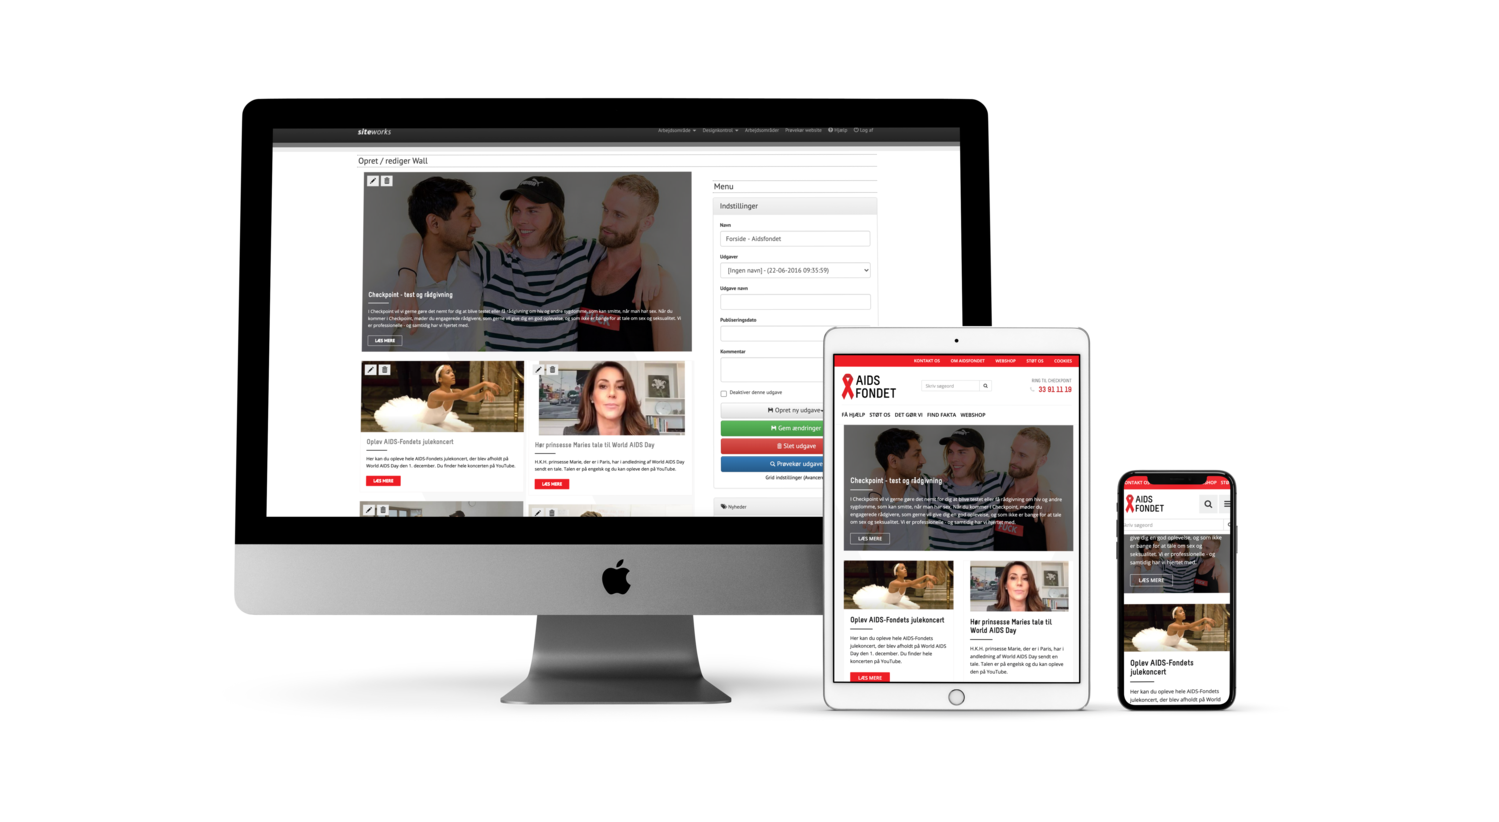 siteworks
Arbejdsområde Designkontrol Arbejdsområder Prøvekør website Hjælp Log af
Opret / rediger Wall
Checkpoint - test og rådgivning
I Checkpoint vil vi gerne gøre det nemt for dig at blive testet eller få rådgivning om hiv og andre sygdomme, som kan smitte, når man har sex. Når du
kommer i Checkpoint, møder du engagerede rådgivere, som gerne vil give dig en god oplevelse, og som ikke er bange for at tale om sex og seksualitet. Vi
er professionelle - og samtidig har vi hjertet med.
LÆS MERE
Oplev AIDS-Fondets julekoncert
Her kan du opleve hele AIDS-Fondets julekoncert, der blev afholdt på
World AIDS Day den 1. december. Du finder hele koncerten på YouTube.
LÆS MERE
Hør prinsesse Maries tale til World AIDS Day
H.K.H. prinsesse Marie, der er i Paris, har i andledning af World AIDS Day
sendt en tale. Talen er på engelsk og du kan opleve den på YouTube.
LÆS MERE
Menu
Indstillinger
Navn
Forside - Aidsfondet
Udgaver
[Ingen navn] - (22-06-2016 09:35:59)
Udgave navn
Publiseringsdato
Kommentar
Deaktiver denne udgave
Opret ny udgave
Gem ændringer
Slet udgave
Prøvekør udgave
Grid indstillinger (Avancere
Nyheder
KONTAKT OS OM AIDSFONDET WEBSHOP STØT OS COOKIES
AIDS
FONDET
Skriv søgeord
RING TIL CHECKPOINT
33 91 11 19
FÅ HJÆLP STØT OS DET GØR VI FIND FAKTA WEBSHOP
Checkpoint - test og rådgivning
I Checkpoint vil vi gerne gøre det nemt for dig at blive testet eller få rådgivning om hiv og andre
sygdomme, som kan smitte, når man har sex. Når du kommer i Checkpoint, møder du
engagerede rådgivere, som gerne vil give dig en god oplevelse, og som ikke er bange for at tale
om sex og seksualitet. Vi er professionelle - og samtidig har vi hjertet med.
FUCK
LÆS MERE
Oplev AIDS-Fondets julekoncert
Her kan du opleve hele AIDS-Fondets
julekoncert, der blev afholdt på World AIDS
Day den 1. december. Du finder hele
koncerten på YouTube.
LÆS MERE
Hør prinsesse Maries tale til
World AIDS Day
H.K.H. prinsesse Marie, der er i Paris, har i
andledning af World AIDS Day sendt en
tale. Talen er på engelsk og du kan opleve
den på YouTube.
ONTAKT OS SHOP STØ
AIDS
FONDET
Skriv søgeord
give dig en god oplevelse, og som ikke
er bange for at tale om sex og
seksualitet. Vi er professionelle - og
samtidig har vi hjertet med.
LÆS MERE
Oplev AIDS-Fondets
julekoncert
Her kan du opleve hele AIDS-Fondets
julekoncert, der blev afholdt på World